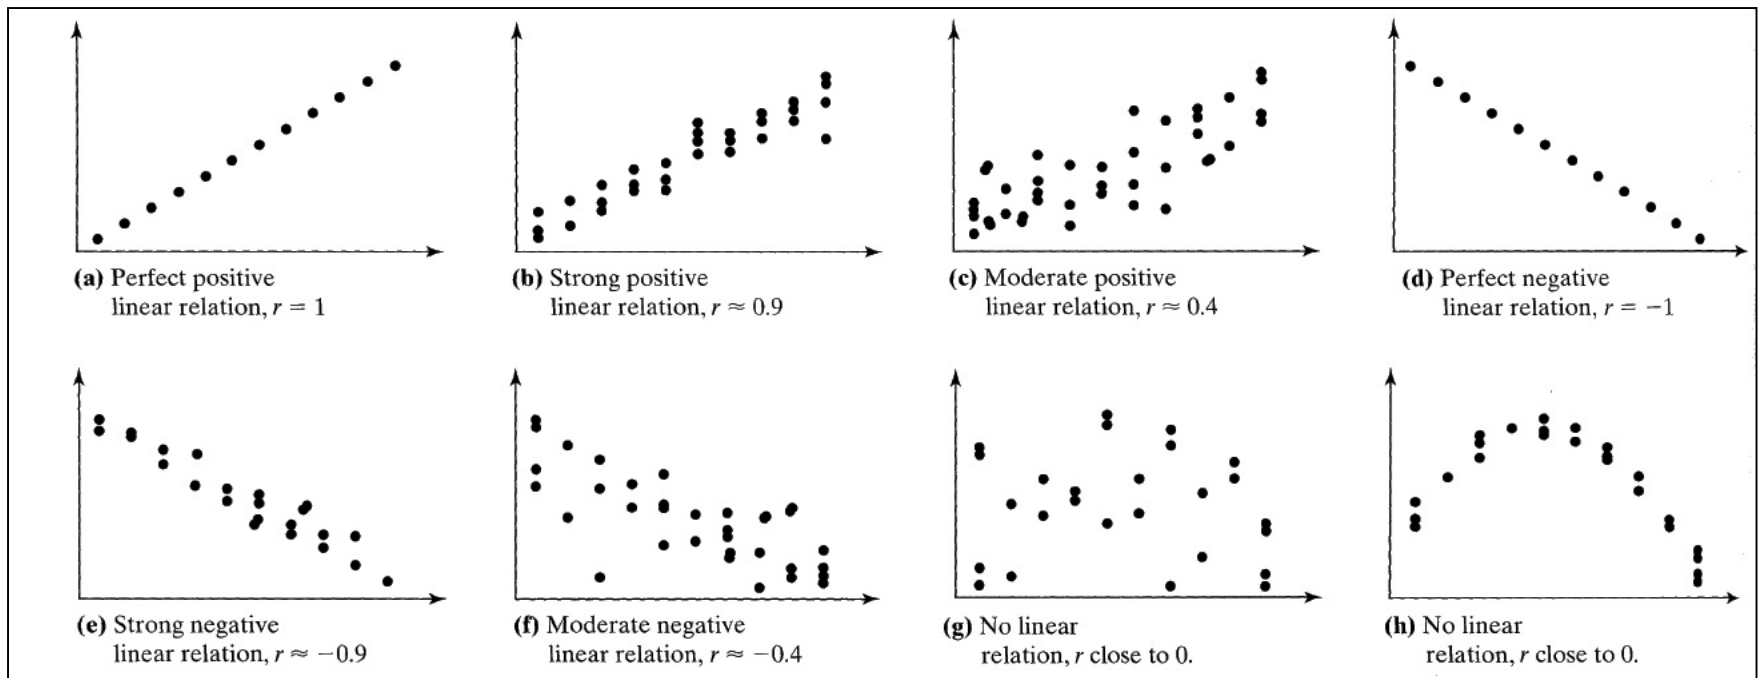 (a) Perfect positive
linear relation, r = 1
(b) Strong positive
linear relation, r ≈ 0.9
(c) Moderate positive
linear relation, r ≈ 0.4
(d) Perfect negative
linear relation, r = −1
(e) Strong negative
linear relation, r ≈ −0.9
(f) Moderate negative
linear relation, r ≈ −0.4
(g) No linear
relation, r close to 0.
(h) No linear
relation, r close to 0.